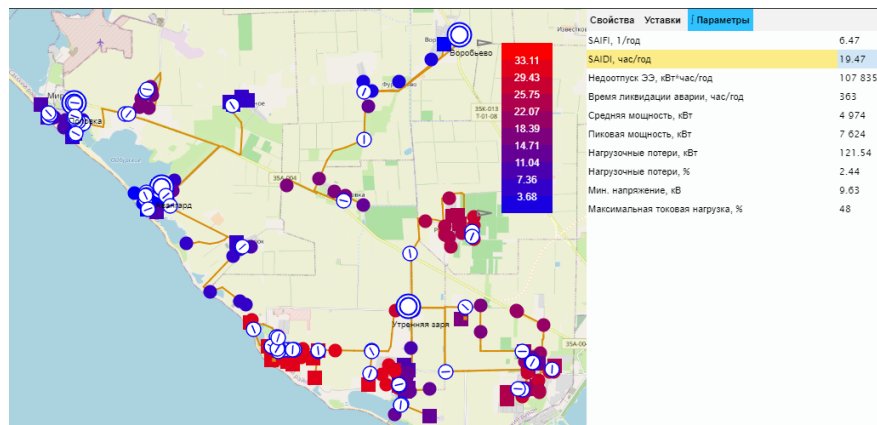 Воробьево
35К-013
Т-01-08
35А-004
Утренняя заря
33.11
29.43
25.75
22.07
18.39
14.71
11.04
7.36
3.68
Свойства Уставки Параметры
SAIFI, 1/год 6.47
SAIDI, час/год 19.47
Недоотпуск ЭЭ, кВт*час/год 107 835
Время ликвидации аварии, час/год 363
Средняя мощность, кВт 4 974
Пиковая мощность, кВт 7 624
Нагрузочные потери, кВт 121.54
Нагрузочные потери, % 2.44
Мин. напряжение, кВ 9.63
Максимальная токовая нагрузка, % 48